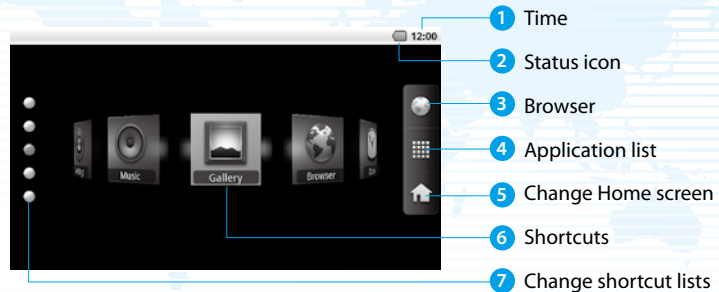 1 Time
12:00
2 Status icon
3 Browser
4 Application list
Music
Gallery
Browser
5 Change Home screen
6 Shortcuts
7 Change shortcut lists